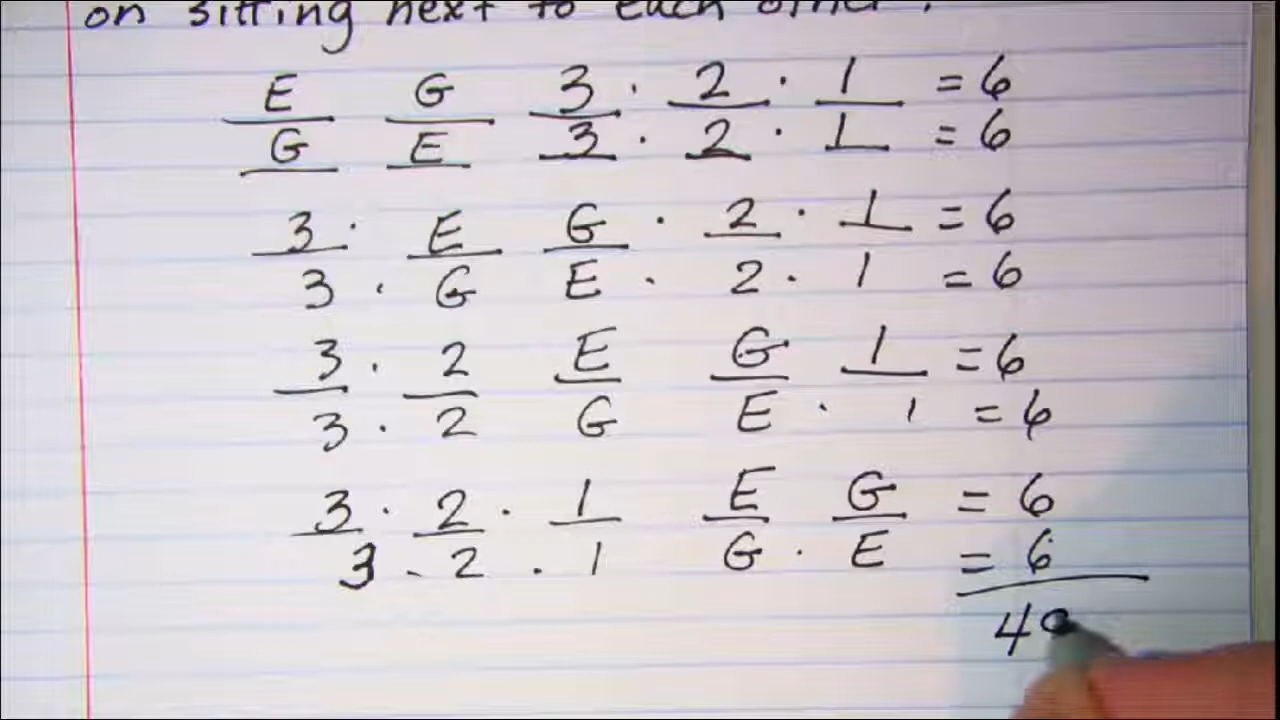 on sitting next to each other.
E G 3 · 2 · 1 = 6
G E 3 · 2 · 1 = 6
3 · E G · 2 · 1 = 6
3 · G E · 2 · 1 = 6
3 · 2 E G 1 = 6
3 · 2 G E · 1 = 6
3 · 2 · 1 E G = 6
3 · 2 · 1 G · E = 6
4